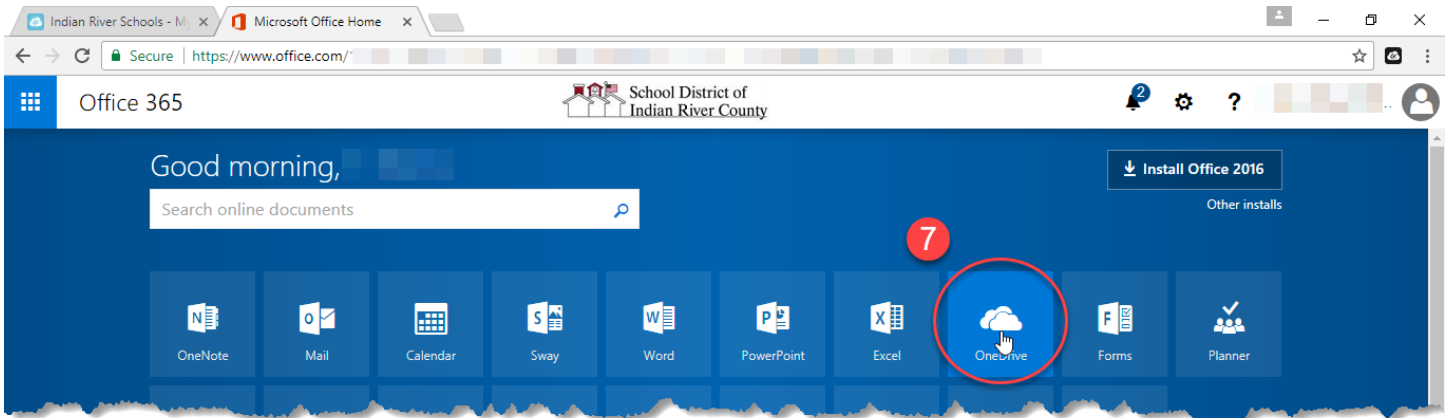 Indian River Schools - My
Microsoft Office Home
Secure | https://www.office.com/
Office 365
School District of
Indian River County
2
?
Good morning,
Install Office 2016
Search online documents
Other installs
7
OneNote
Mail
Calendar
Sway
Word
PowerPoint
Excel
OneDrive
Forms
Planner